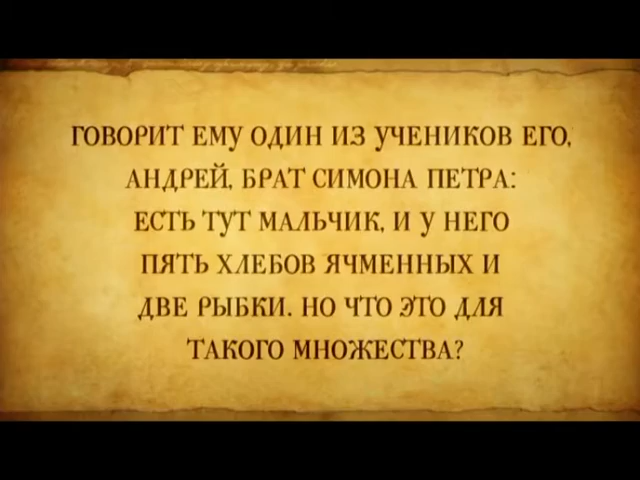 ГОВОРИТ ЕМУ ОДИН ИЗ УЧЕНИКОВ ЕГО,
АНДРЕЙ, БРАТ СИМОНА ПЕТРА:
ЕСТЬ ТУТ МАЛЬЧИК, И У НЕГО
ПЯТЬ ХЛЕБОВ ЯЧМЕННЫХ И
ДВЕ РЫБКИ. НО ЧТО ЭТО ДЛЯ
ТАКОГО МНОЖЕСТВА?